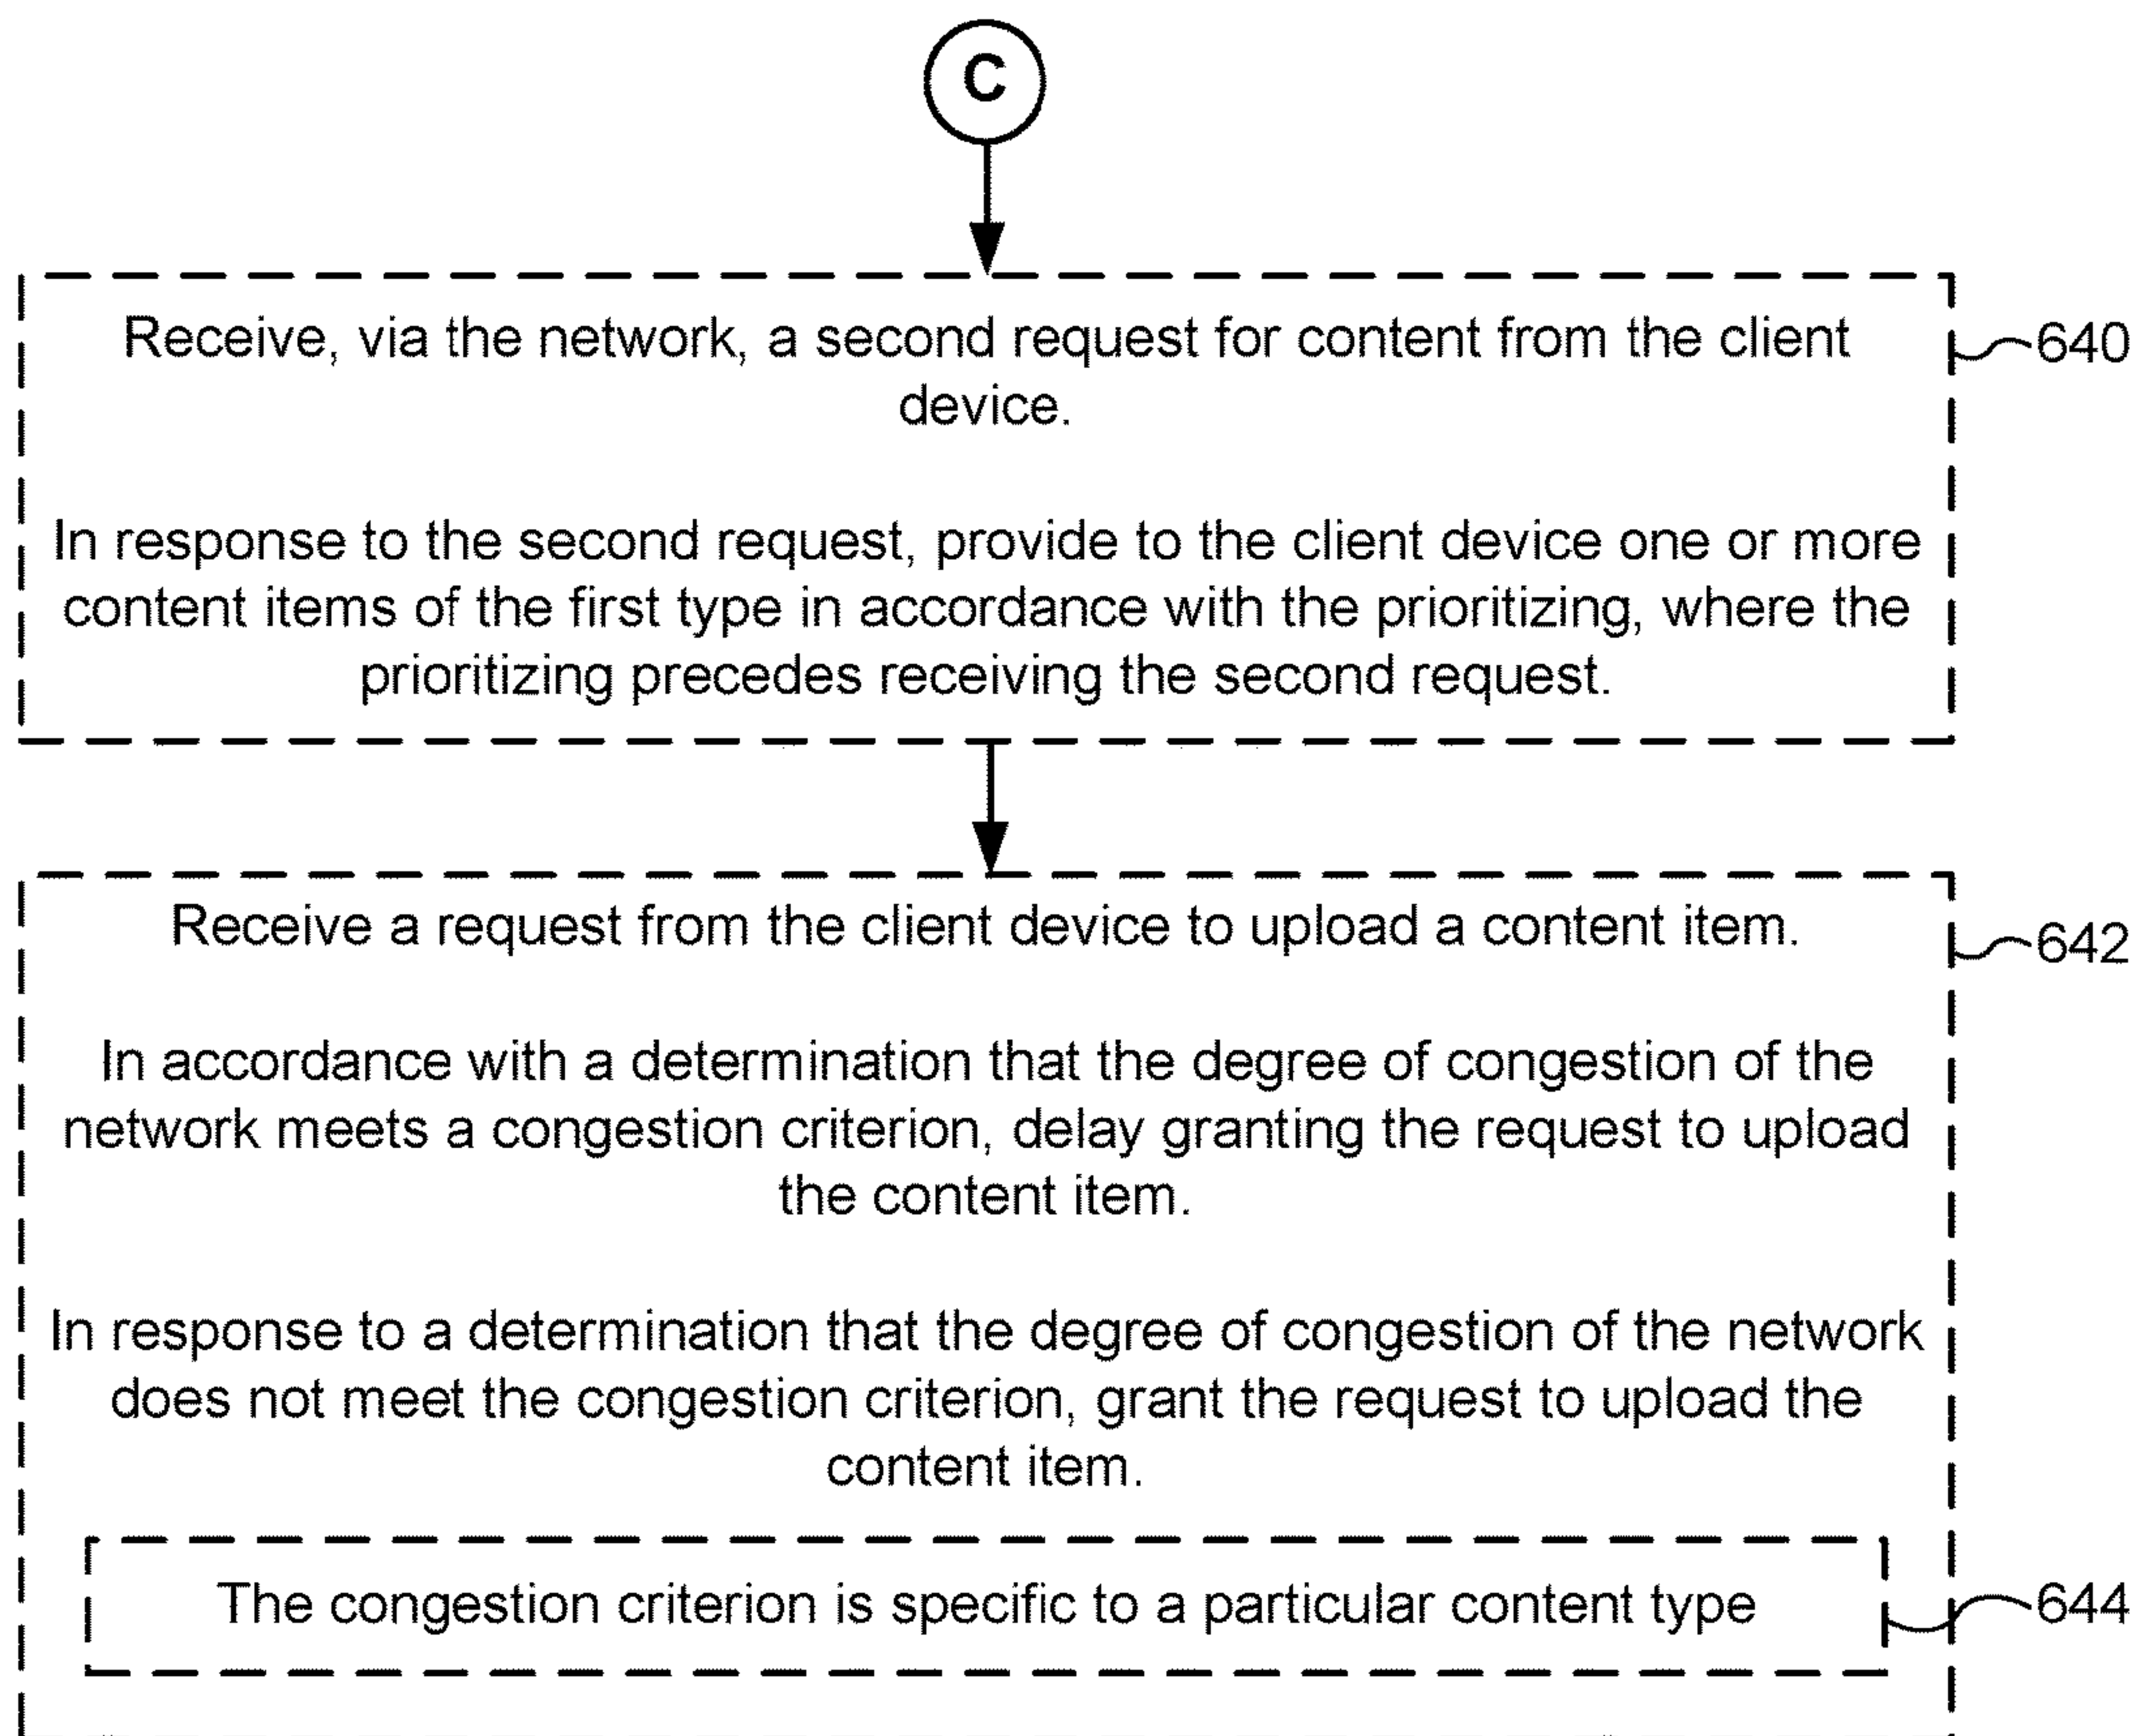 C
Receive, via the network, a second request for content from the client
device.
640
In response to the second request, provide to the client device one or more
content items of the first type in accordance with the prioritizing, where the
prioritizing precedes receiving the second request.
Receive a request from the client device to upload a content item.
642
In accordance with a determination that the degree of congestion of the
network meets a congestion criterion, delay granting the request to upload
the content item.
In response to a determination that the degree of congestion of the network
does not meet the congestion criterion, grant the request to upload the
content item.
The congestion criterion is specific to a particular content type
644